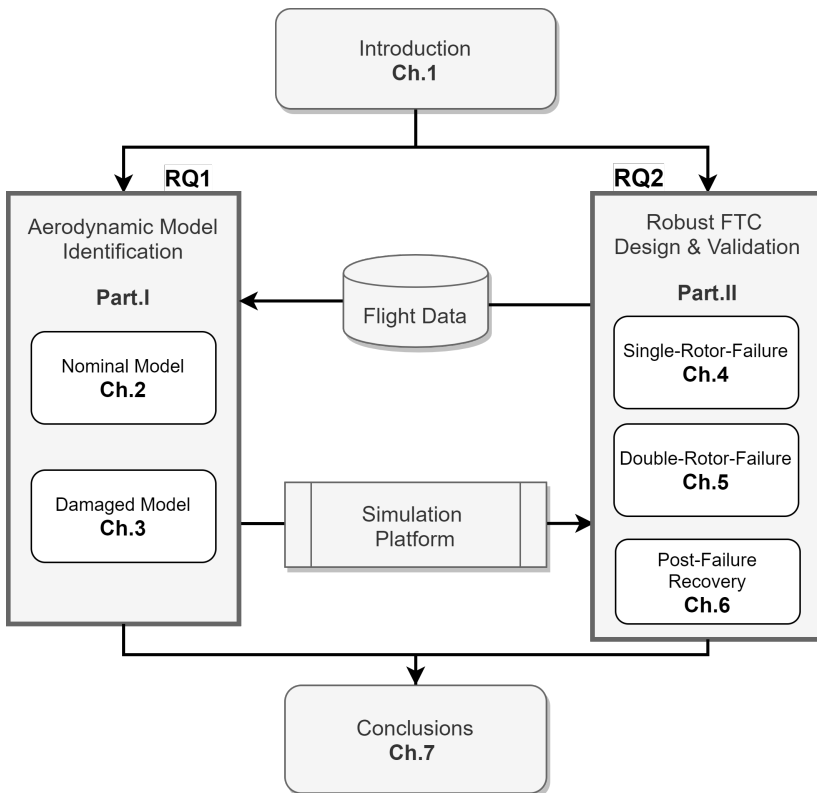 Introduction
Ch.1
RQ1
Aerodynamic Model
Identification
Part.I
Nominal Model
Ch.2
Damaged Model
Ch.3
Flight Data
Simulation
Platform
RQ2
Robust FTC
Design & Validation
Part.II
Single-Rotor-Failure
Ch.4
Double-Rotor-Failure
Ch.5
Post-Failure
Recovery
Ch.6
Conclusions
Ch.7